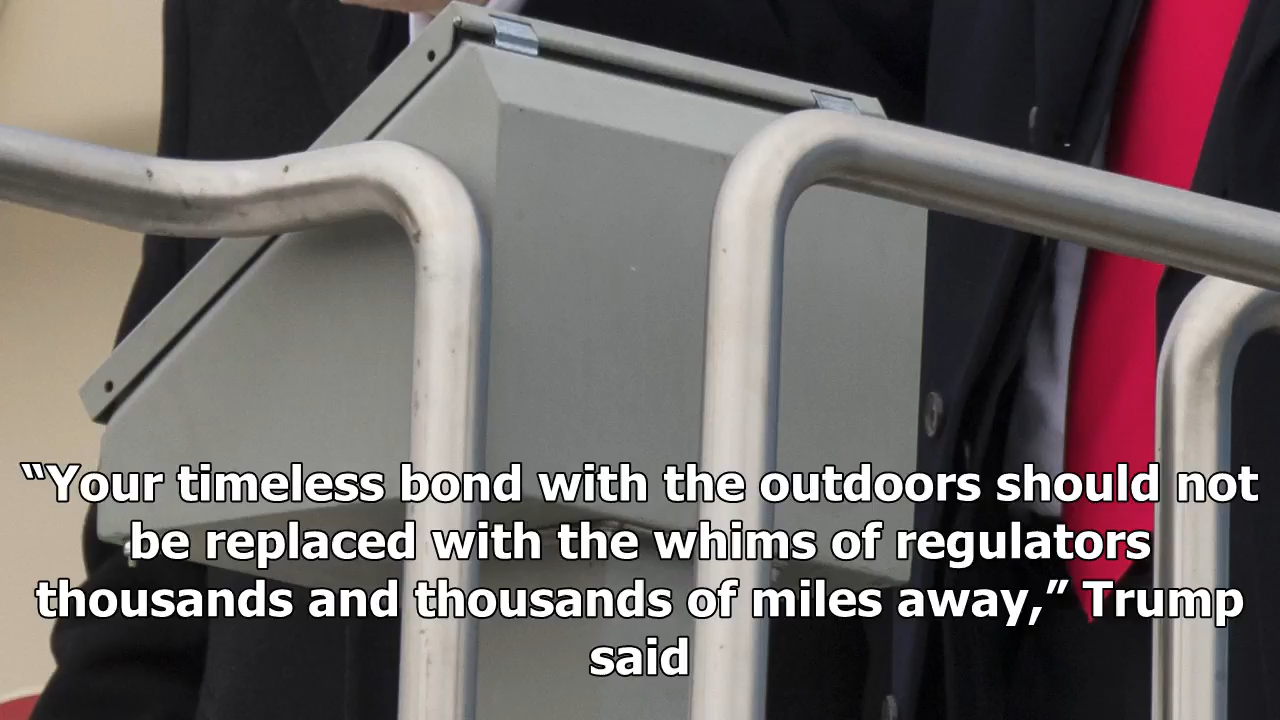 “Your timeless bond with the outdoors should not
be replaced with the whims of regulators
thousands and thousands of miles away,” Trump
said